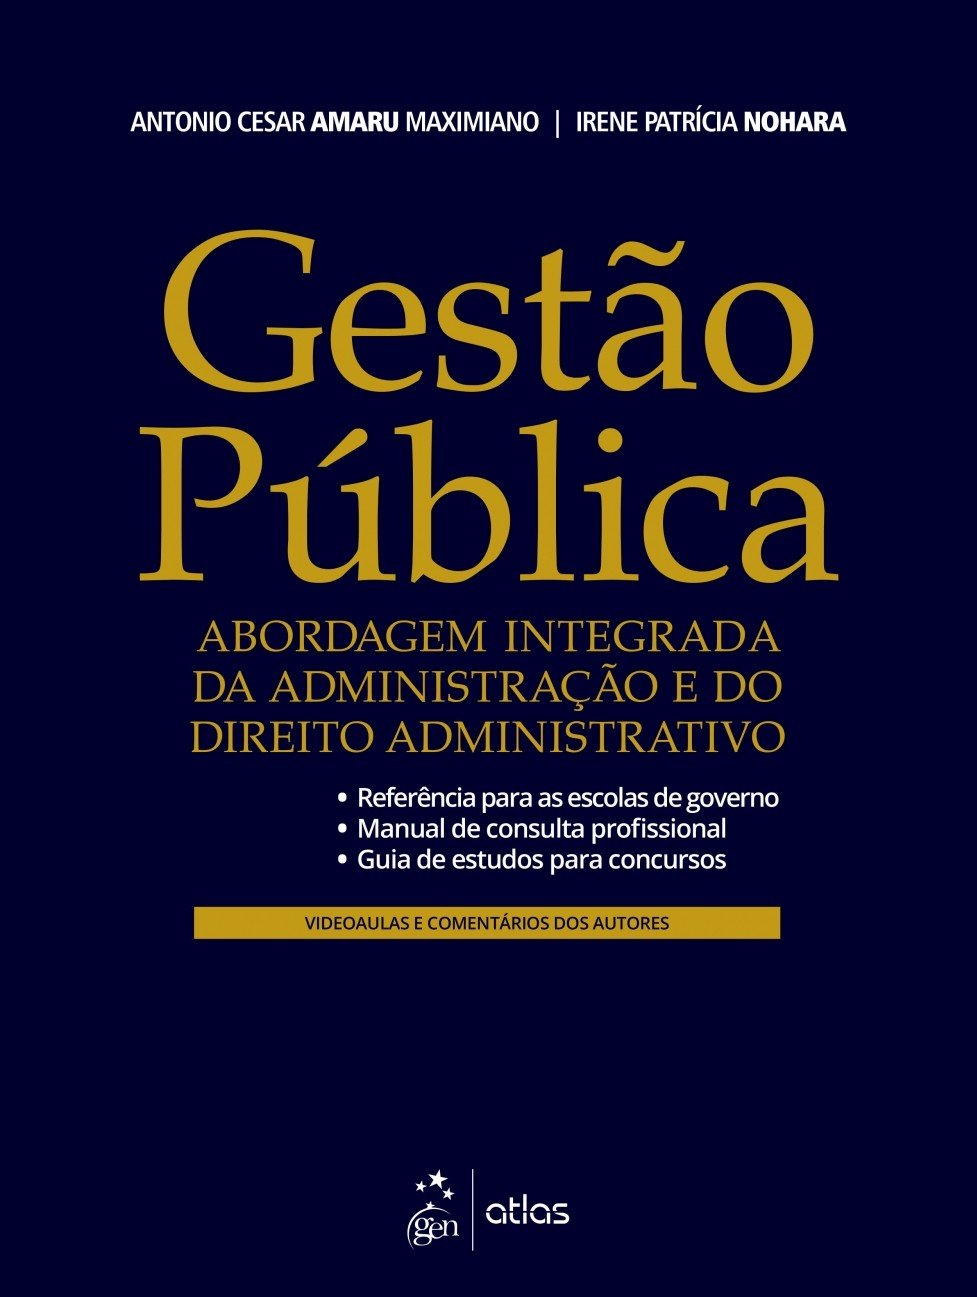 ANTONIO CESAR AMARU MAXIMIANO | IRENE PATRÍCIA NOHARA
Gestão
Pública
ABORDAGEM INTEGRADA
DA ADMINISTRAÇÃO E DO
DIREITO ADMINISTRATIVO
• Referência para as escolas de governo
• Manual de consulta profissional
• Guia de estudos para concursos
VIDEOAULAS E COMENTÁRIOS DOS AUTORES
gen | atlas